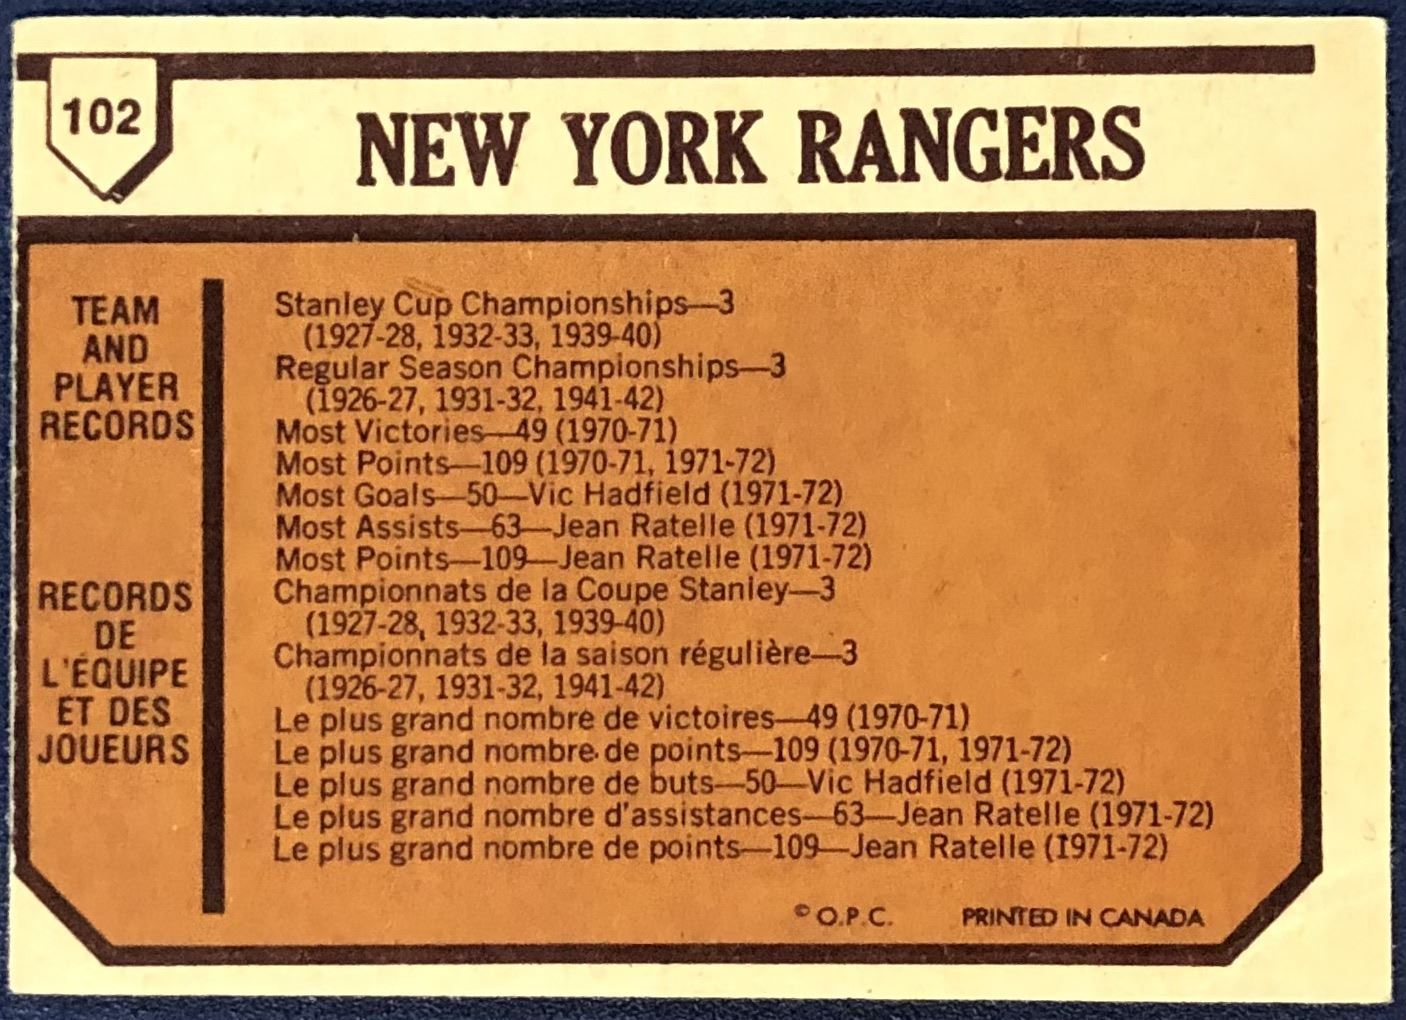 102
NEW YORK RANGERS
TEAM
AND
PLAYER
RECORDS
Stanley Cup Championships—3
(1927-28, 1932-33, 1939-40)
Regular Season Championships—3
(1926-27, 1931-32, 1941-42)
Most Victories—49 (1970-71)
Most Points—109 (1970-71, 1971-72)
Most Goals—50—Vic Hadfield (1971-72)
Most Assists—63—Jean Ratelle (1971-72)
Most Points—109—Jean Ratelle (1971-72)
RECORDS
DE
L'ÉQUIPE
ET DES
JOUEURS
Championnats de la Coupe Stanley—3
(1927-28, 1932-33, 1939-40)
Championnats de la saison régulière—3
(1926-27, 1931-32, 1941-42)
Le plus grand nombre de victoires—49 (1970-71)
Le plus grand nombre de points—109 (1970-71, 1971-72)
Le plus grand nombre de buts—50—Vic Hadfield (1971-72)
Le plus grand nombre d'assistances—63—Jean Ratelle (1971-72)
Le plus grand nombre de points—109—Jean Ratelle (1971-72)
© O.P.C. PRINTED IN CANADA